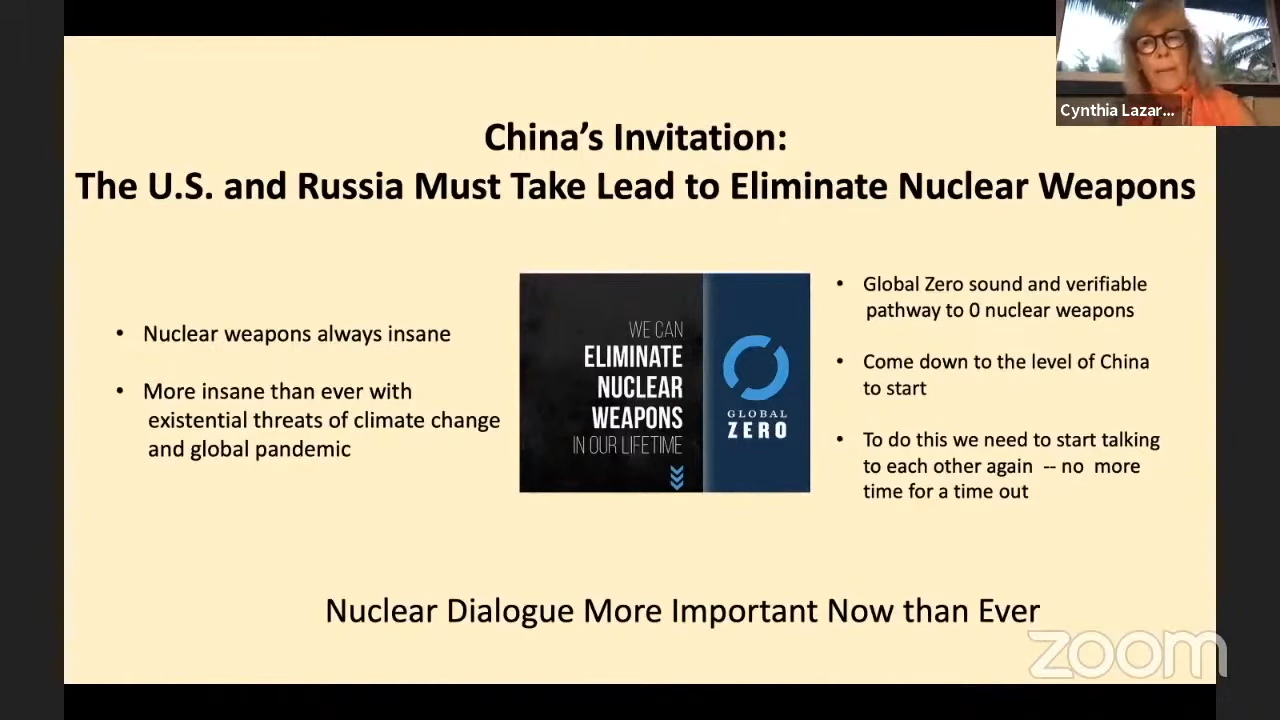 Cynthia Lazar...
China's Invitation:
The U.S. and Russia Must Take Lead to Eliminate Nuclear Weapons
• Nuclear weapons always insane
• More insane than ever with
existential threats of climate change
and global pandemic
WE CAN
ELIMINATE
NUCLEAR
WEAPONS
IN OUR LIFETIME
GLOBAL
ZERO
• Global Zero sound and verifiable
pathway to 0 nuclear weapons
• Come down to the level of China
to start
• To do this we need to start talking
to each other again -- no more
time for a time out
Nuclear Dialogue More Important Now than Ever
zoom